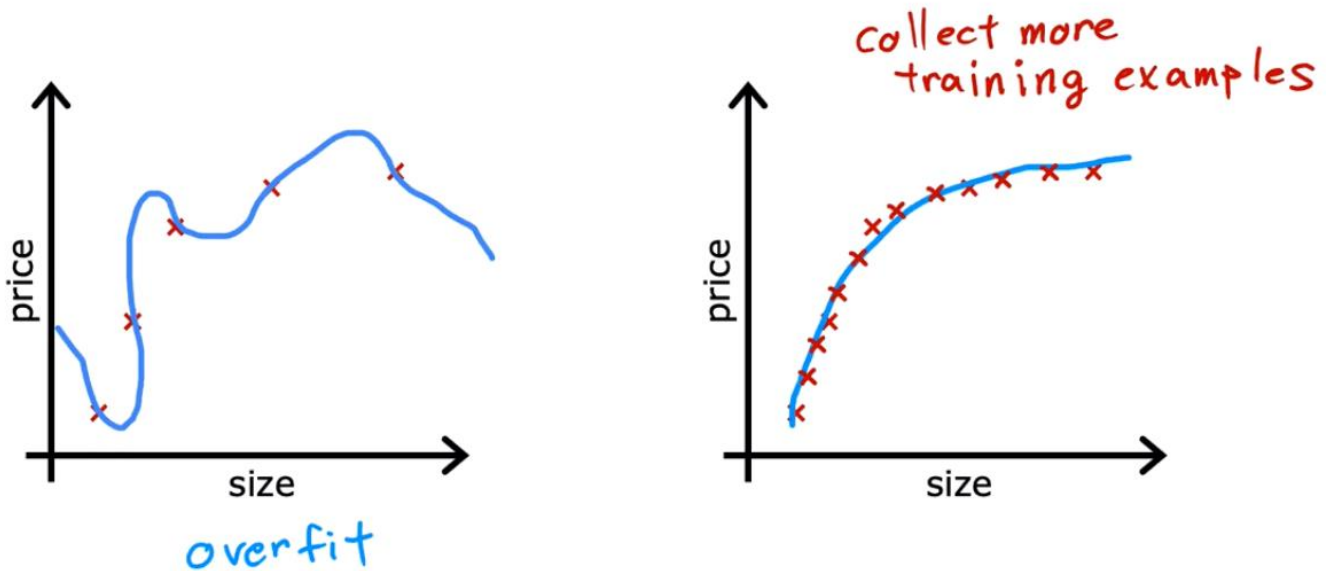 collect more
training examples
price
size
overfit
price
size